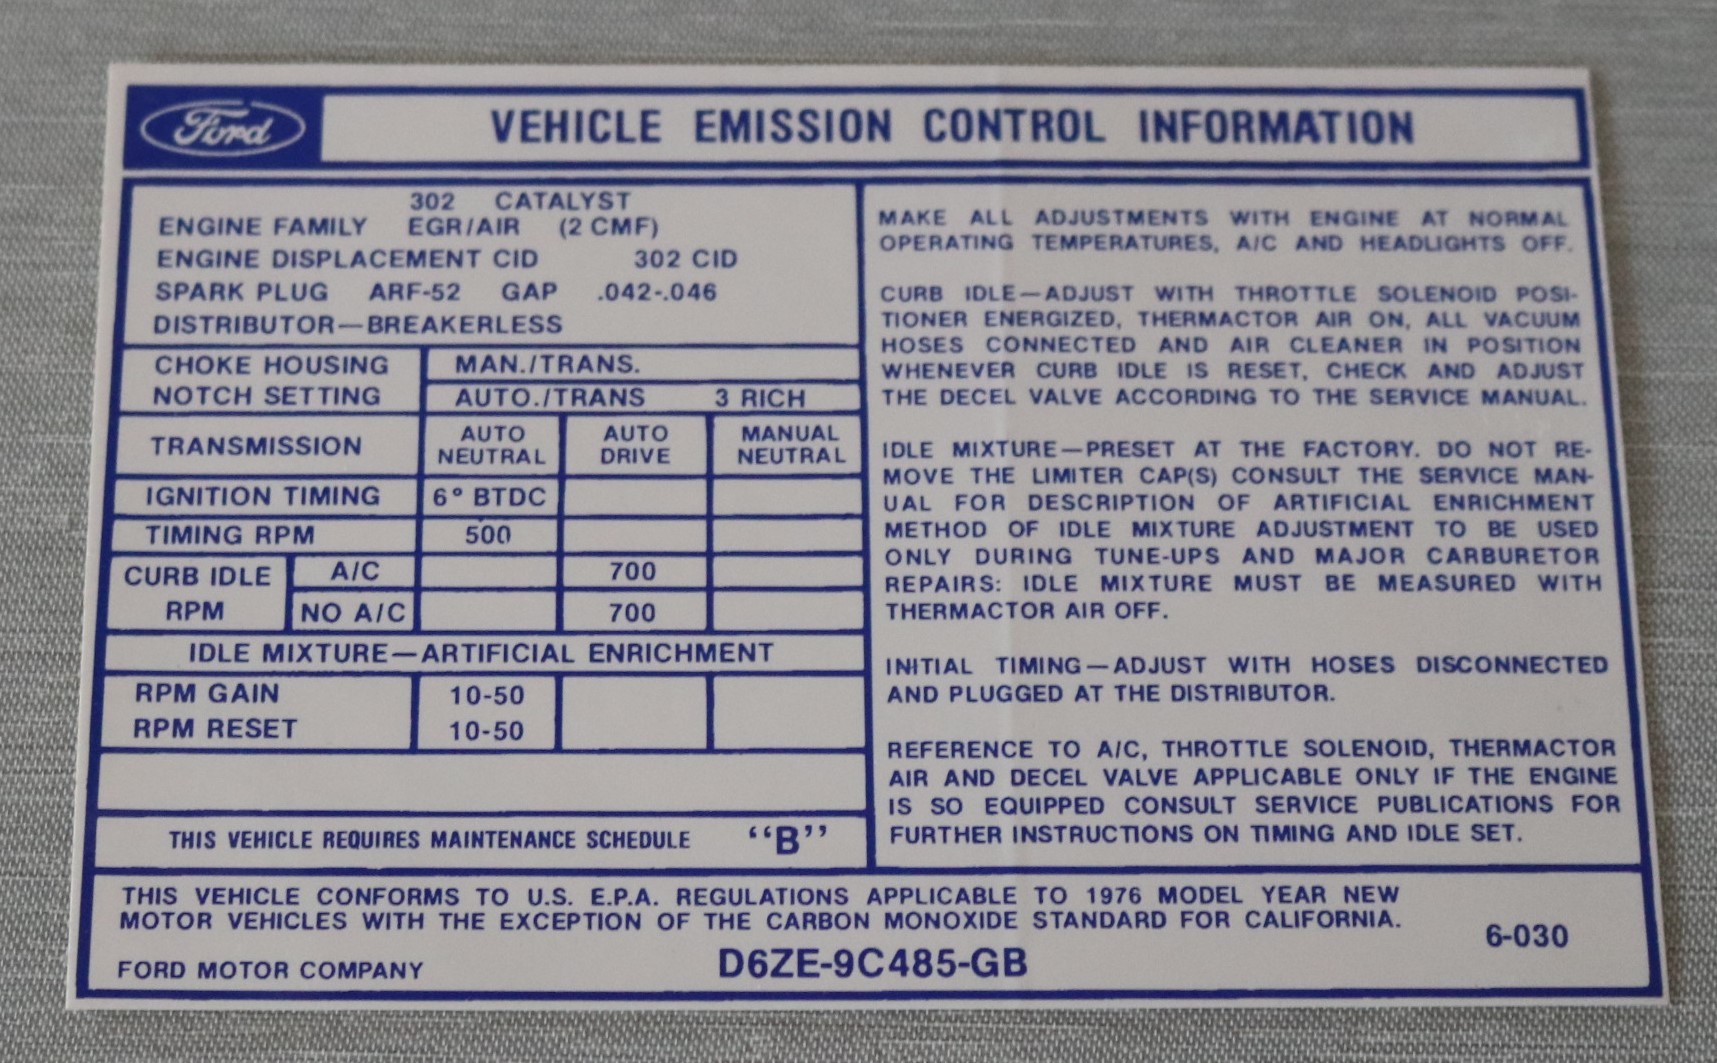 Ford
VEHICLE EMISSION CONTROL INFORMATION
302 CATALYST
ENGINE FAMILY EGR/AIR (2 CMF)
ENGINE DISPLACEMENT CID 302 CID
SPARK PLUG ARF-52 GAP .042-.046
DISTRIBUTOR—BREAKERLESS
CHOKE HOUSING
NOTCH SETTING
MAN./TRANS.
AUTO./TRANS 3 RICH
TRANSMISSION
AUTO
NEUTRAL
AUTO
DRIVE
MANUAL
NEUTRAL
IGNITION TIMING 6° BTDC
TIMING RPM 500
CURB IDLE
RPM
A/C 700
NO A/C 700
IDLE MIXTURE—ARTIFICIAL ENRICHMENT
RPM GAIN 10-50
RPM RESET 10-50
THIS VEHICLE REQUIRES MAINTENANCE SCHEDULE “B”
MAKE ALL ADJUSTMENTS WITH ENGINE AT NORMAL
OPERATING TEMPERATURES, A/C AND HEADLIGHTS OFF.
CURB IDLE—ADJUST WITH THROTTLE SOLENOID POSI-
TIONER ENERGIZED, THERMACTOR AIR ON, ALL VACUUM
HOSES CONNECTED AND AIR CLEANER IN POSITION
WHENEVER CURB IDLE IS RESET, CHECK AND ADJUST
THE DECEL VALVE ACCORDING TO THE SERVICE MANUAL.
IDLE MIXTURE—PRESET AT THE FACTORY. DO NOT RE-
MOVE THE LIMITER CAP(S) CONSULT THE SERVICE MAN-
UAL FOR DESCRIPTION OF ARTIFICIAL ENRICHMENT
METHOD OF IDLE MIXTURE ADJUSTMENT TO BE USED
ONLY DURING TUNE-UPS AND MAJOR CARBURETOR
REPAIRS: IDLE MIXTURE MUST BE MEASURED WITH
THERMACTOR AIR OFF.
INITIAL TIMING—ADJUST WITH HOSES DISCONNECTED
AND PLUGGED AT THE DISTRIBUTOR.
REFERENCE TO A/C, THROTTLE SOLENOID, THERMACTOR
AIR AND DECEL VALVE APPLICABLE ONLY IF THE ENGINE
IS SO EQUIPPED CONSULT SERVICE PUBLICATIONS FOR
FURTHER INSTRUCTIONS ON TIMING AND IDLE SET.
THIS VEHICLE CONFORMS TO U.S. E.P.A. REGULATIONS APPLICABLE TO 1976 MODEL YEAR NEW
MOTOR VEHICLES WITH THE EXCEPTION OF THE CARBON MONOXIDE STANDARD FOR CALIFORNIA.
6-030
FORD MOTOR COMPANY D6ZE-9C485-GB